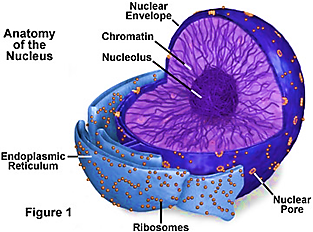 Anatomy
of the
Nucleus
Nuclear
Envelope
Chromatin
Nucleolus
Endoplasmic
Reticulum
Nuclear
Pore
Figure 1
Ribosomes